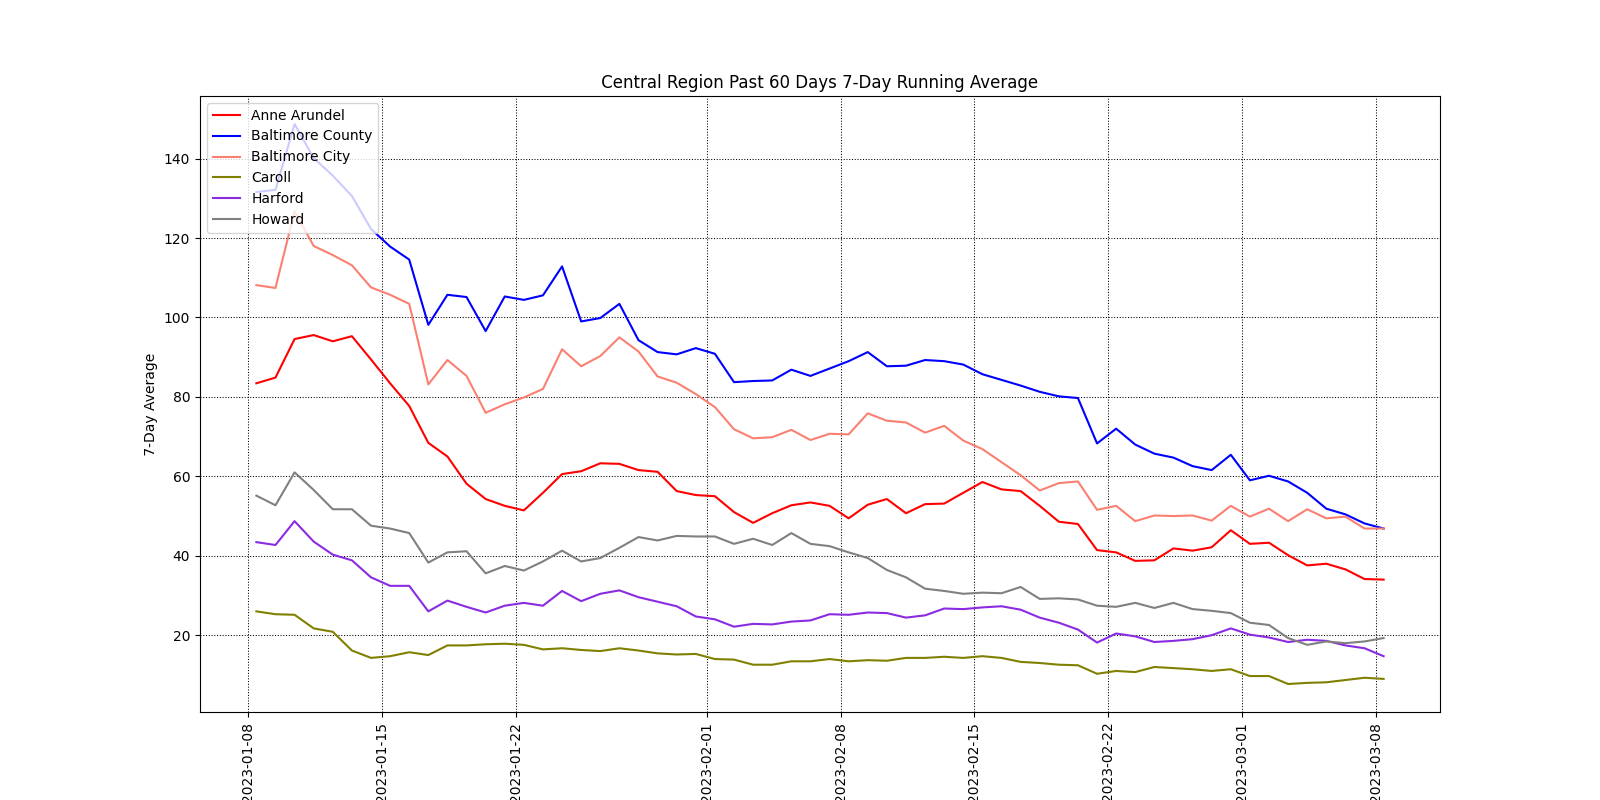 Central Region Past 60 Days 7-Day Running Average
Anne Arundel
Baltimore County
Baltimore City
Caroll
Harford
Howard
7-Day Average
140
120
100
80
60
40
20
2023-01-08
2023-01-15
2023-01-22
2023-02-01
2023-02-08
2023-02-15
2023-02-22
2023-03-01
2023-03-08